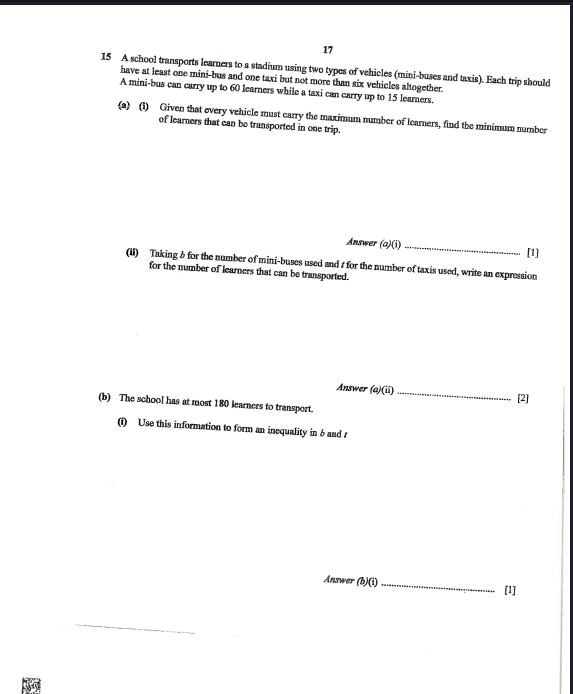 17
15 A school transports learners to a stadium using two types of vehicles (mini-buses and taxis). Each trip should
have at least one mini-bus and one taxi but not more than six vehicles altogether.
A mini-bus can carry up to 60 learners while a taxi can carry up to 15 learners.
(a) (i) Given that every vehicle must carry the maximum number of learners, find the minimum number
of learners that can be transported in one trip.
Answer (a)(i) ........................................ [1]
(ii) Taking b for the number of mini-buses used and t for the number of taxis used, write an expression
for the number of learners that can be transported.
Answer (a)(ii) ........................................ [2]
(b) The school has at most 180 learners to transport.
(i) Use this information to form an inequality in b and t
Answer (b)(i) ........................................ [1]